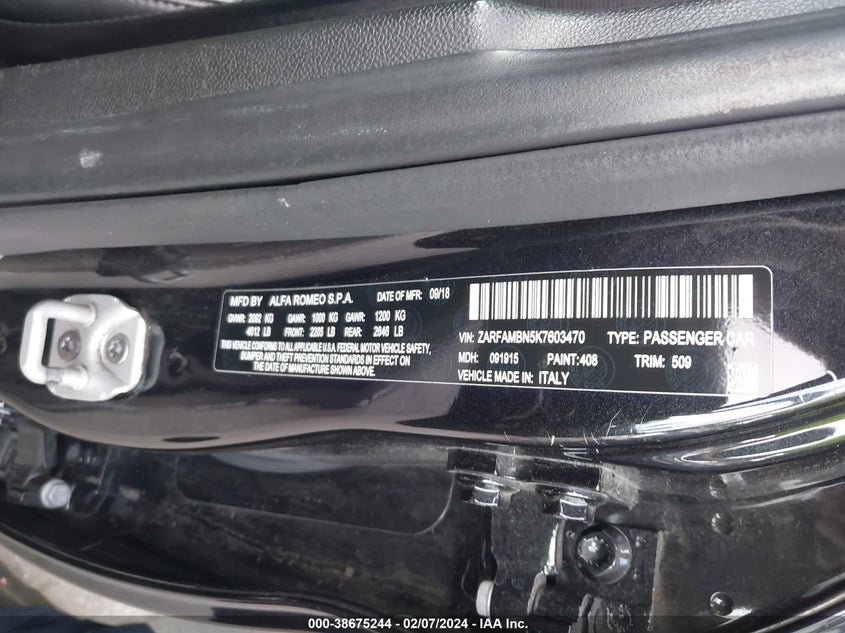 MFD BY ALFA ROMEO S.P.A. DATE OF MFR: 09/18
GVWR: 2092 KG GAWR: 1000 KG GAWR: 1200 KG
4612 LB FRONT: 2205 LB REAR: 2646 LB
THIS VEHICLE CONFORMS TO ALL APPLICABLE FEDERAL MOTOR VEHICLE SAFETY,
BUMPER AND THEFT PREVENTION STANDARDS IN EFFECT ON
THE DATE OF MANUFACTURE SHOWN ABOVE.
VIN: ZARFAMBN5K7603470 TYPE: PASSENGER CAR
MDH: 091915 PAINT: 408 TRIM: 509
VEHICLE MADE IN: ITALY
000-38675244 - 02/07/2024 - IAA Inc.